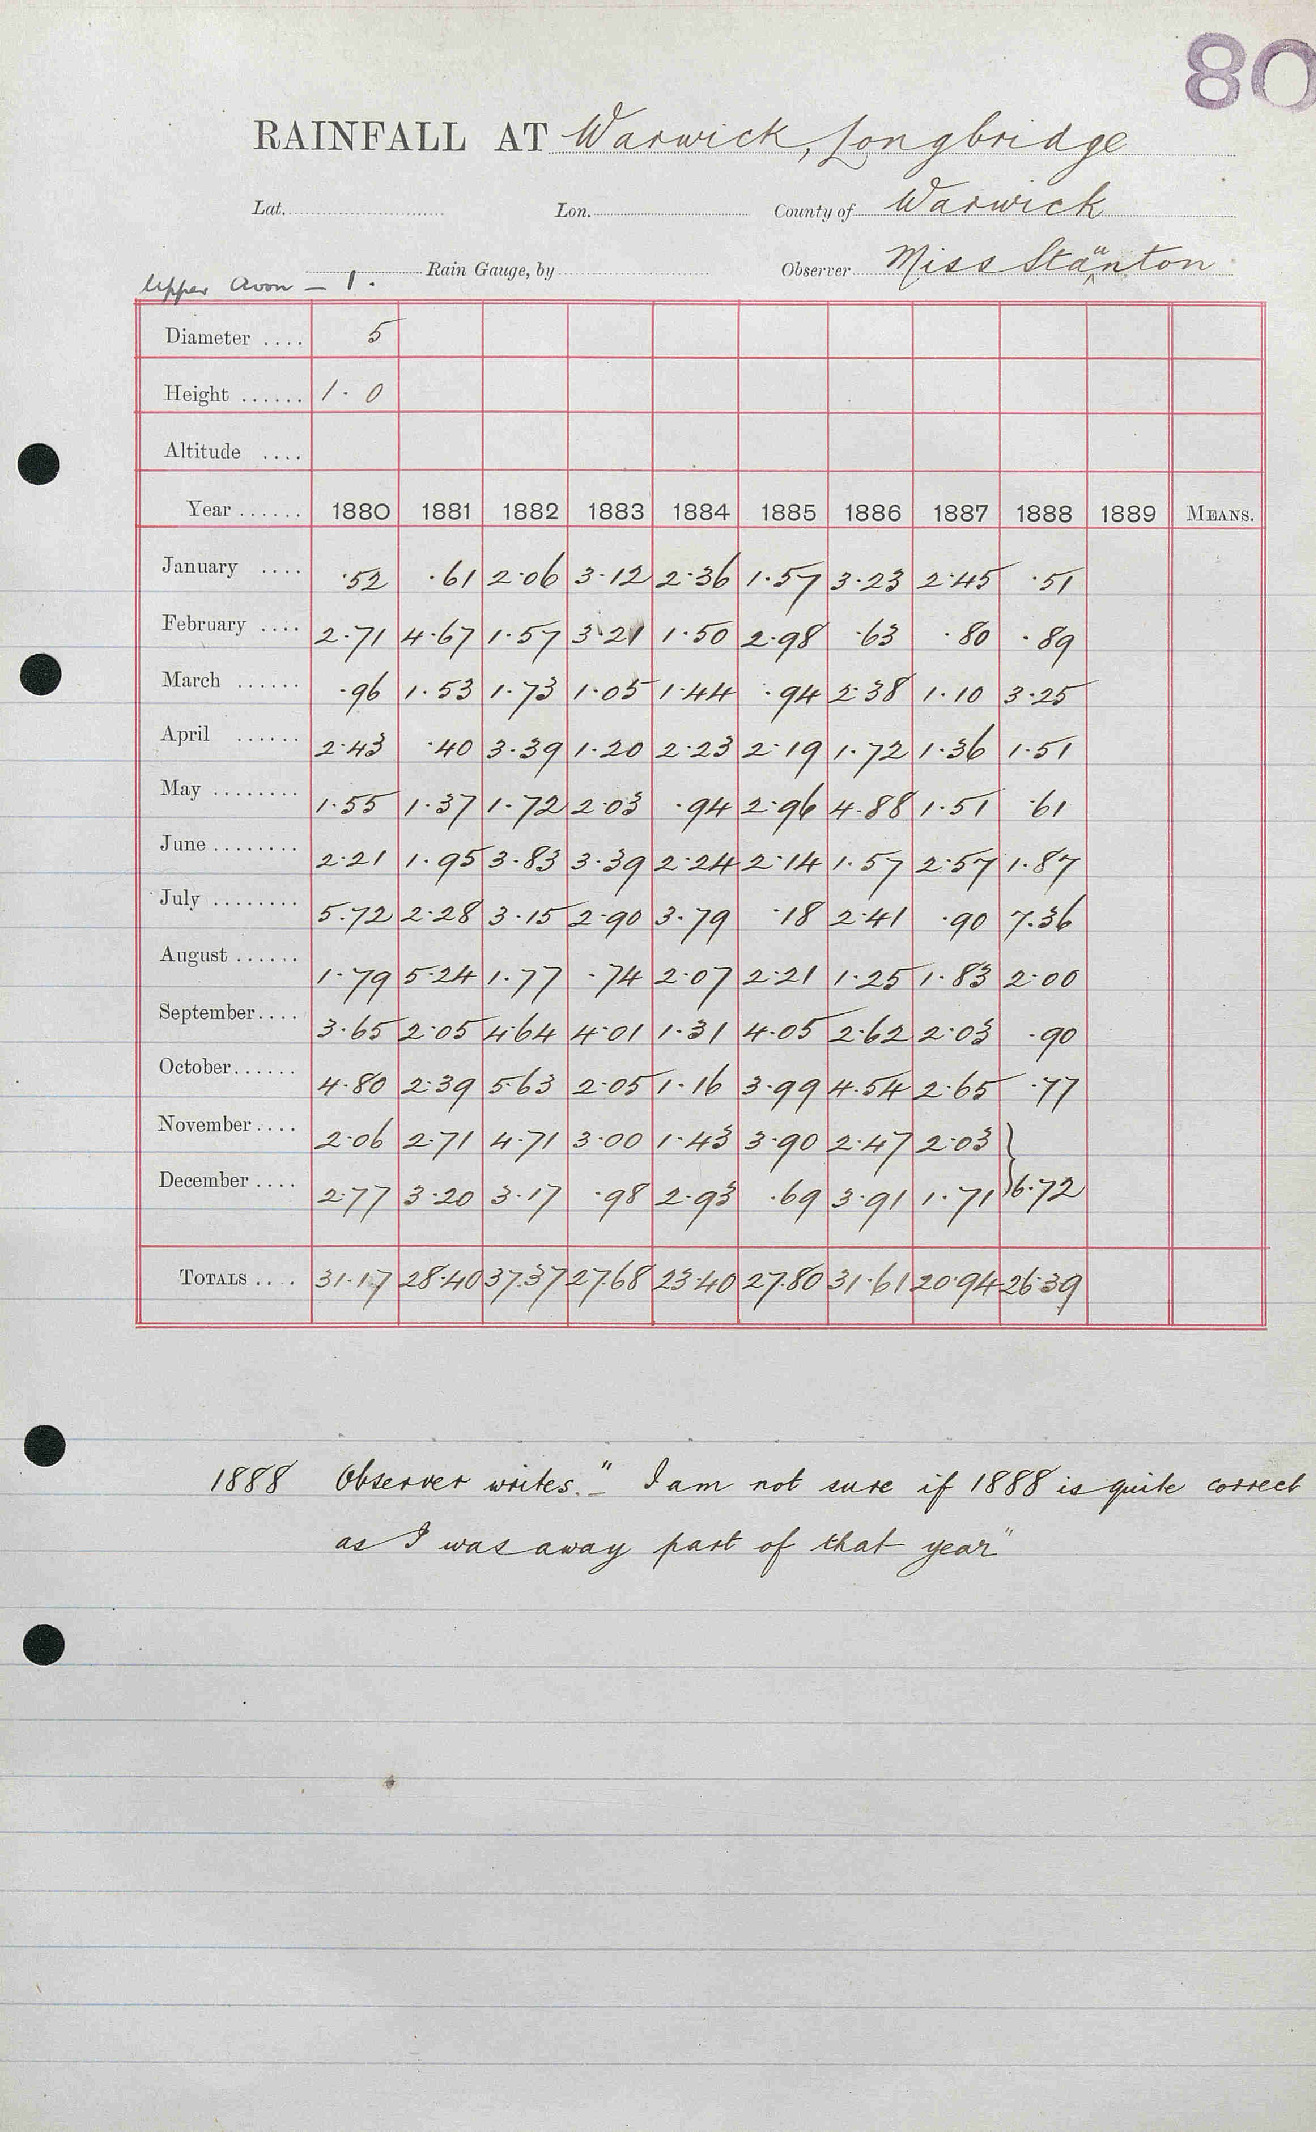 80
RAINFALL AT Warwick, Longbridge
Lat. Lon. County of Warwick
Rain Gauge, by Observer Miss Staunton
Upper Avon – 1.
Diameter .... 5
Height ...... 1·0
Altitude ....
Year ...... 1880 1881 1882 1883 1884 1885 1886 1887 1888 1889 MEANS.
January .... ·52 ·61 2·06 3·12 2·36 1·57 3·23 2·45 ·51
February .... 2·71 4·67 1·57 3·21 1·50 2·98 ·63 ·80 ·89
March ...... ·96 1·53 1·73 1·05 1·44 ·94 2·38 1·10 3·25
April ...... 2·43 ·40 3·39 1·20 2·23 2·19 1·72 1·36 1·51
May ........ 1·55 1·37 1·72 2·03 ·94 2·96 4·88 1·51 ·61
June ........ 2·21 1·95 3·83 3·39 2·24 2·14 1·57 2·57 1·87
July ........ 5·72 2·28 3·15 2·90 3·79 ·18 2·41 ·90 7·36
August ...... 1·79 5·24 1·77 ·74 2·07 2·21 1·25 1·83 2·00
September.... 3·65 2·05 4·64 4·01 1·31 4·05 2·62 2·03 ·90
October...... 4·80 2·39 5·63 2·05 1·16 3·99 4·54 2·65 ·77
November.... 2·06 2·71 4·71 3·00 1·43 3·90 2·47 2·03
December .... 2·77 3·20 3·17 ·98 2·93 ·69 3·91 1·71 } 6·72
TOTALS .... 31·17 28·40 37·37 27·68 23·40 27·80 31·61 20·94 26·39
1888 Observer writes. – "I am not sure if 1888 is quite correct
as I was away part of that year"